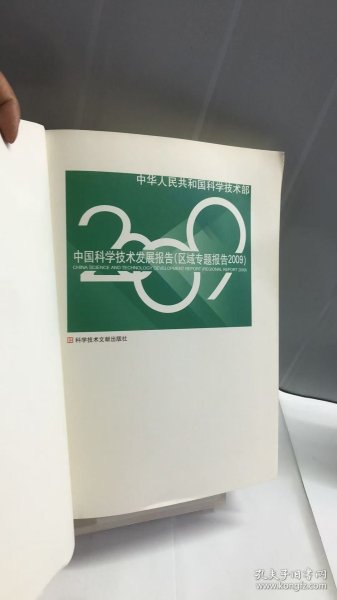 中华人民共和国科学技术部
2009
中国科学技术发展报告(区域专题报告2009)
CHINA SCIENCE AND TECHNOLOGY DEVELOPMENT REPORT (REGIONAL REPORT 2009)
科学技术文献出版社
孔夫子旧书网
kongfz.com